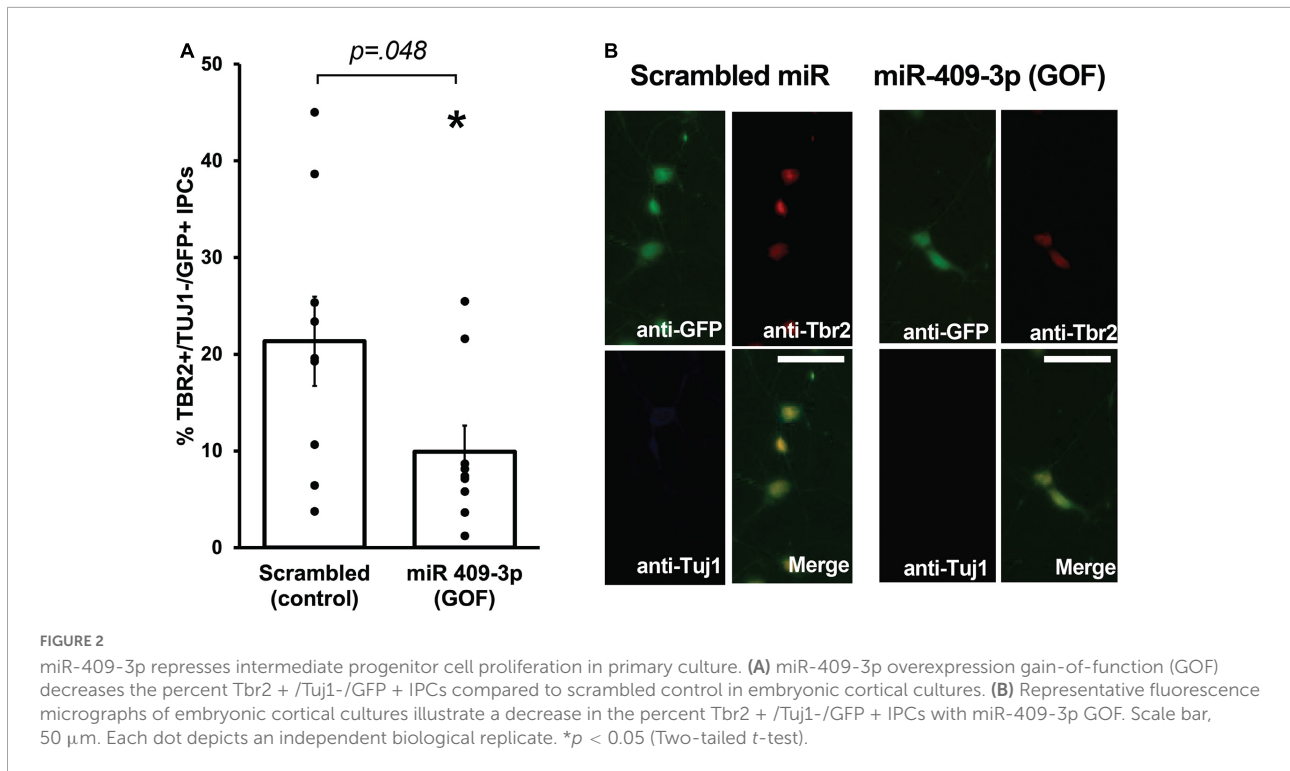 A
p=.048
50
*
40
30
20
10
0
% TBR2+/TUJ1-/GFP+ IPCs
Scrambled
(control)
miR 409-3p
(GOF)
B
Scrambled miR
miR-409-3p (GOF)
anti-GFP
anti-Tbr2
anti-GFP
anti-Tbr2
anti-Tuj1
Merge
anti-Tuj1
Merge
FIGURE 2
miR-409-3p represses intermediate progenitor cell proliferation in primary culture. (A) miR-409-3p overexpression gain-of-function (GOF)
decreases the percent Tbr2 + /Tuj1-/GFP + IPCs compared to scrambled control in embryonic cortical cultures. (B) Representative fluorescence
micrographs of embryonic cortical cultures illustrate a decrease in the percent Tbr2 + /Tuj1-/GFP + IPCs with miR-409-3p GOF. Scale bar,
50 μm. Each dot depicts an independent biological replicate. *p < 0.05 (Two-tailed t-test).